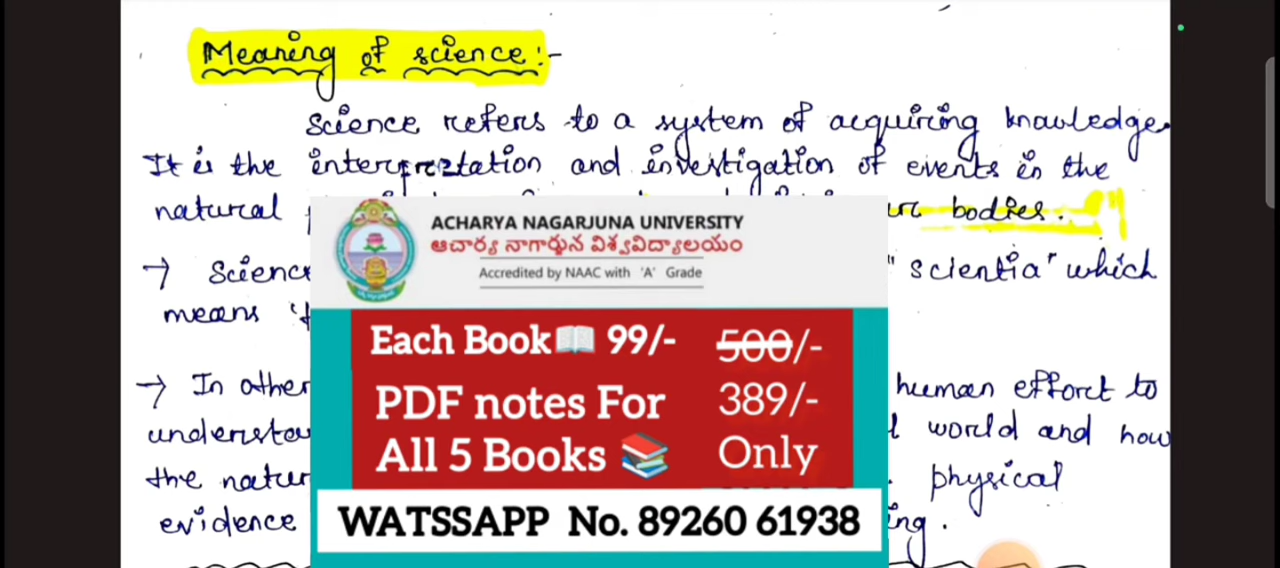 Meaning of science :-
Science refers to a system of acquiring knowledge.
It is the interpretation and investigation of events in the
natural bodies.
→ Science "scientia" which
means
→ In other human effort to
world and how
the physical
evidence
ACHARYA NAGARJUNA UNIVERSITY
ఆచార్య నాగార్జున విశ్వవిద్యాలయం
Accredited by NAAC with 'A' Grade
Each Book📖 99/- 500/-
PDF notes For 389/-
All 5 Books 📚 Only
WATSSAPP No. 89260 61938